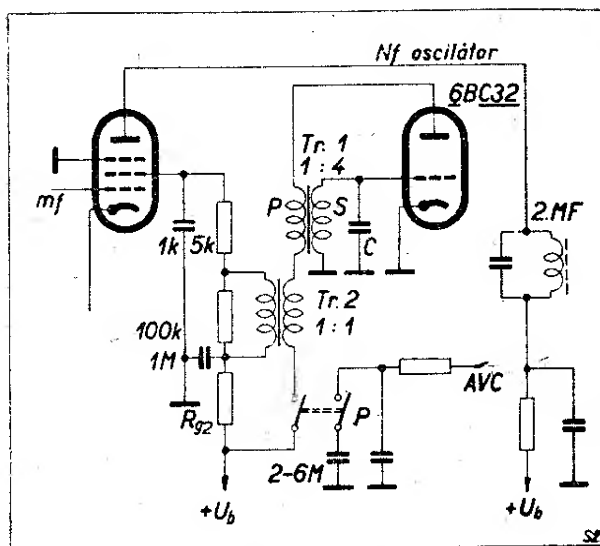 Nf oscilátor
6BC32
Tr. 1
1 : 4
mf
P
S
2.MF
1k
5k
C
Tr. 2
1 : 1
100k
1M
AVC
Rg2
P
2-6M
+Ub
+Ub